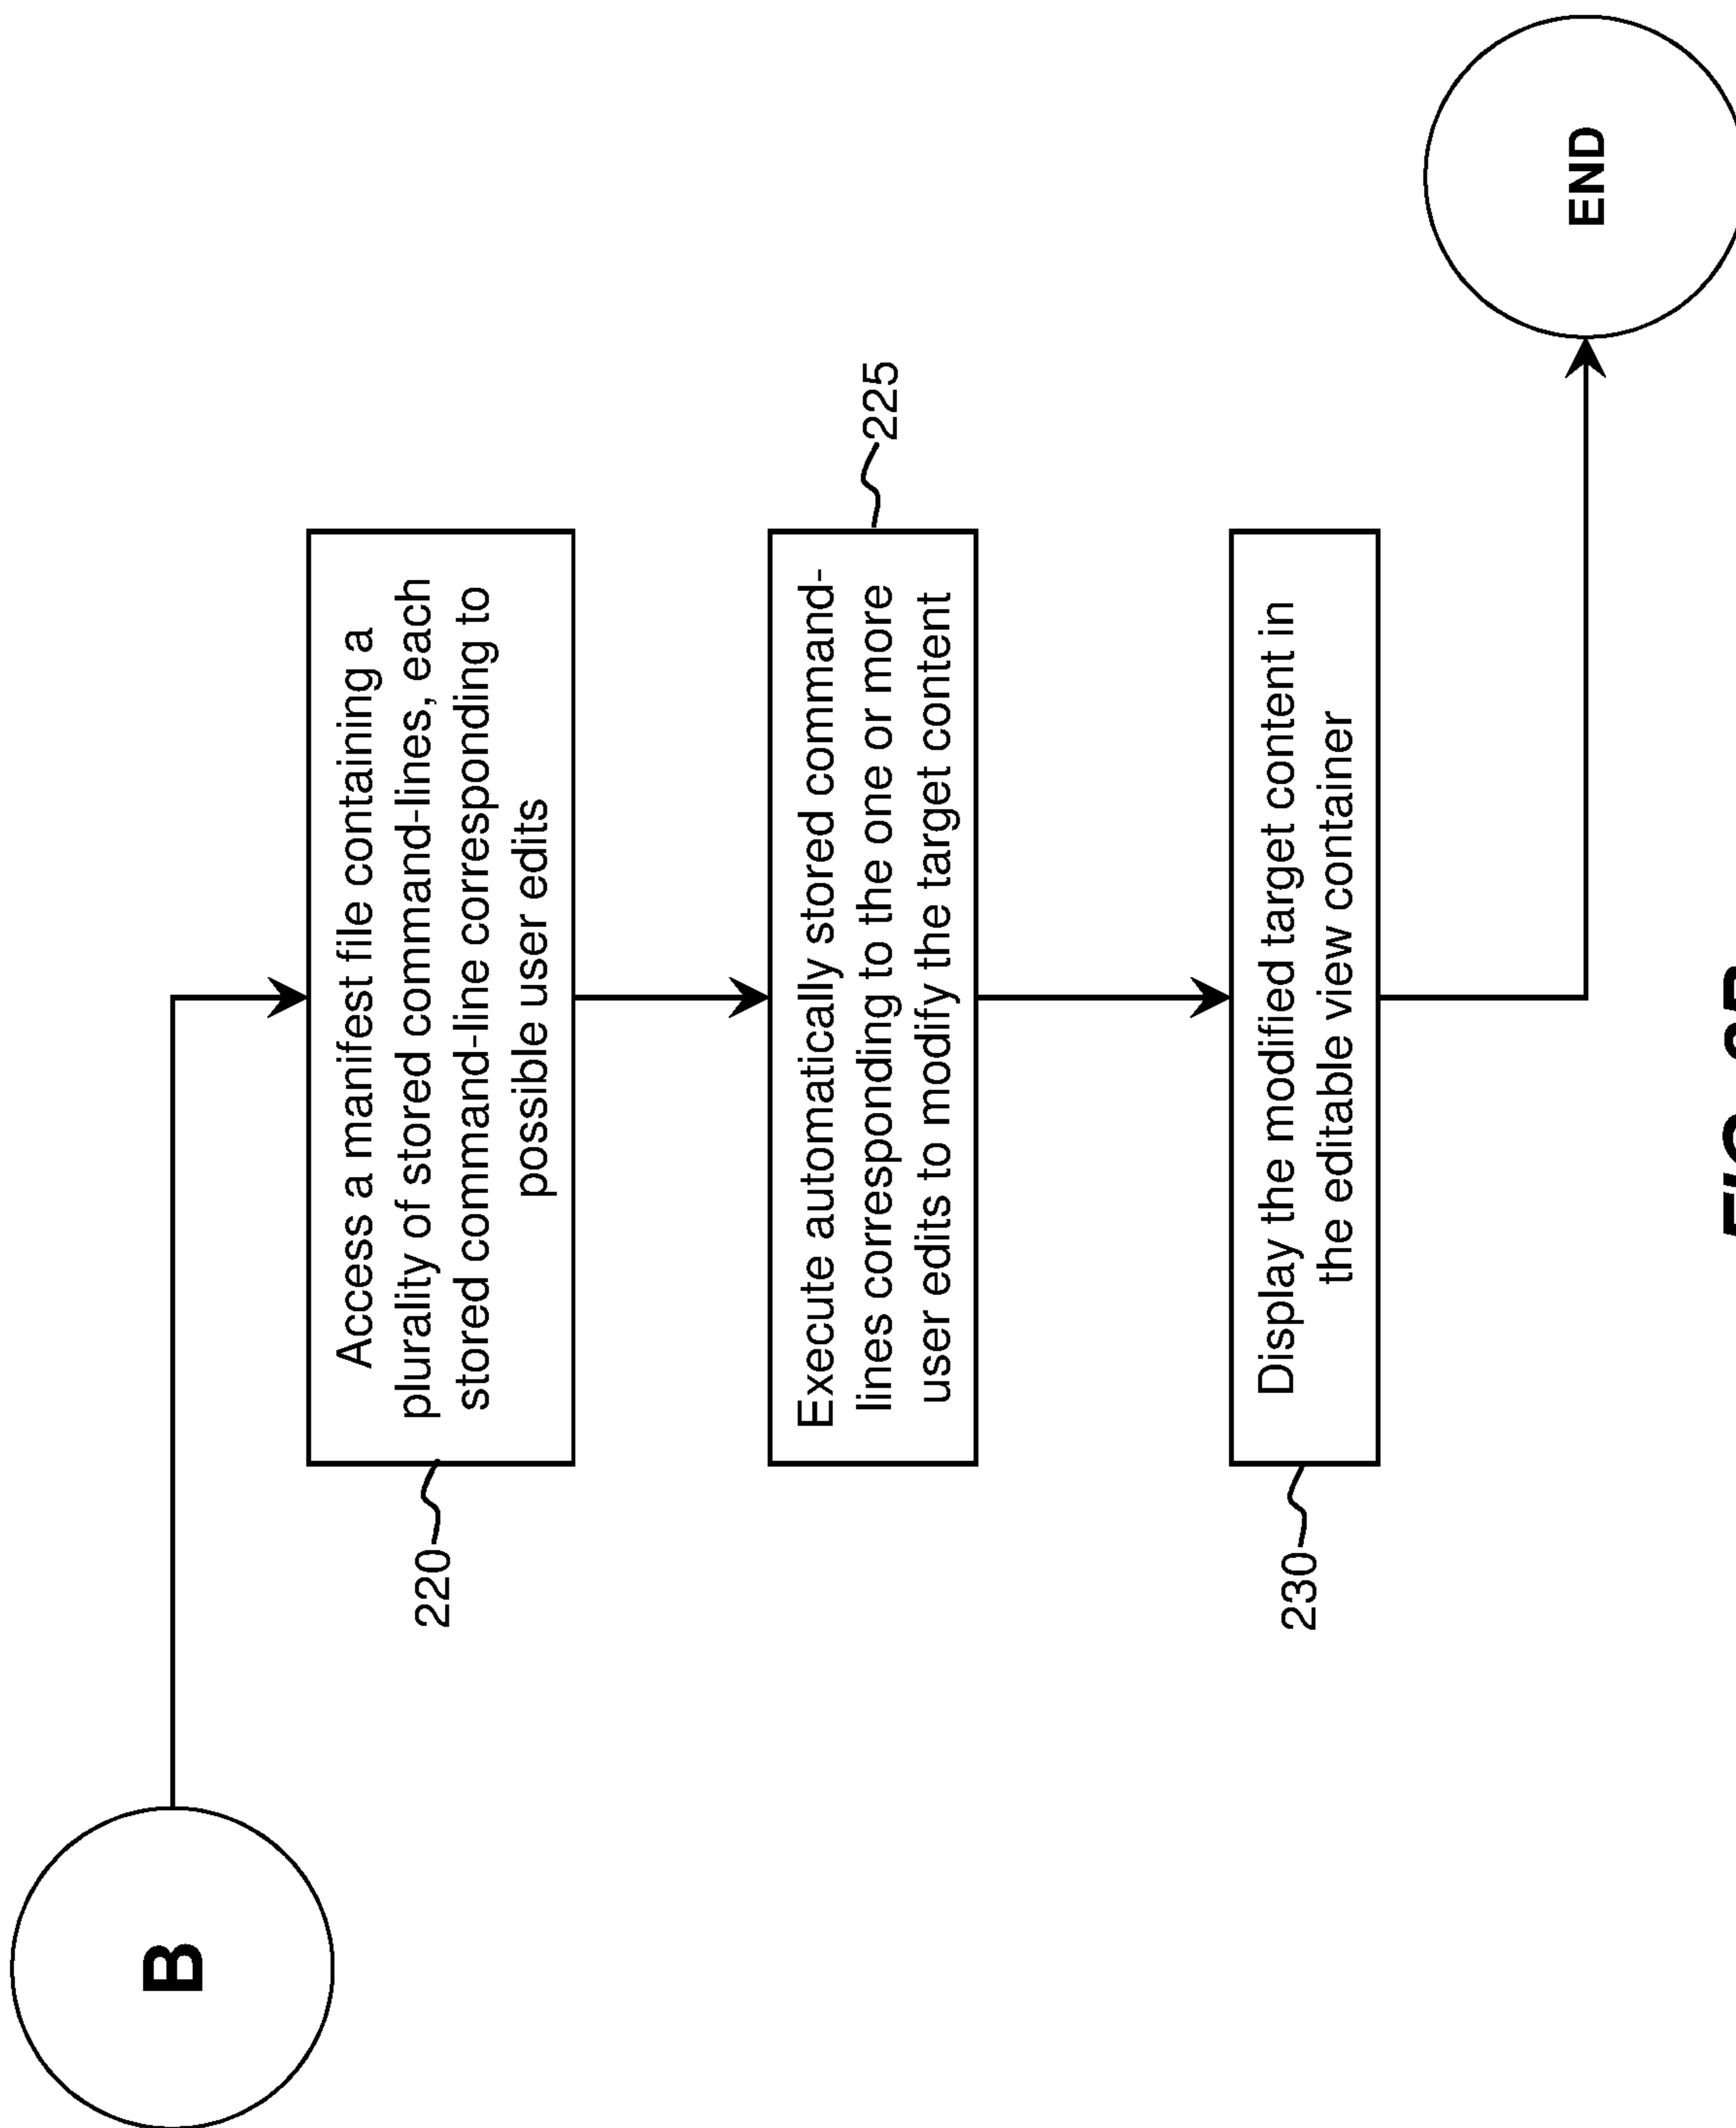 B
Access a manifest file containing a
plurality of stored command-lines, each
stored command-line corresponding to
possible user edits
220
Execute automatically stored command-
lines corresponding to the one or more
user edits to modify the target content
225
Display the modified target content in
the editable view container
230
END